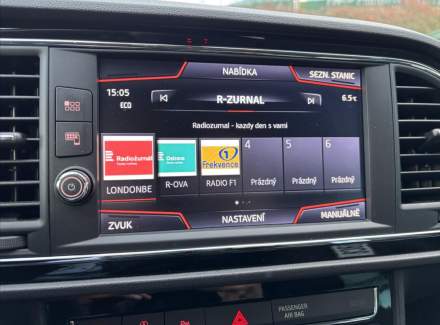 NABÍDKA
SEZN. STANIC
15:05
ECO
R-ZURNAL
6.5°C
Radiozurnal - kazdy den s vami
4
5
6
Radiožurnál
Ostrava
1
Frekvence
Prázdný
Prázdný
Prázdný
LONDONBE
R-OVA
RADIO F1
ZVUK
NASTAVENÍ
MANUÁLNĚ
PASSENGER
AIR BAG